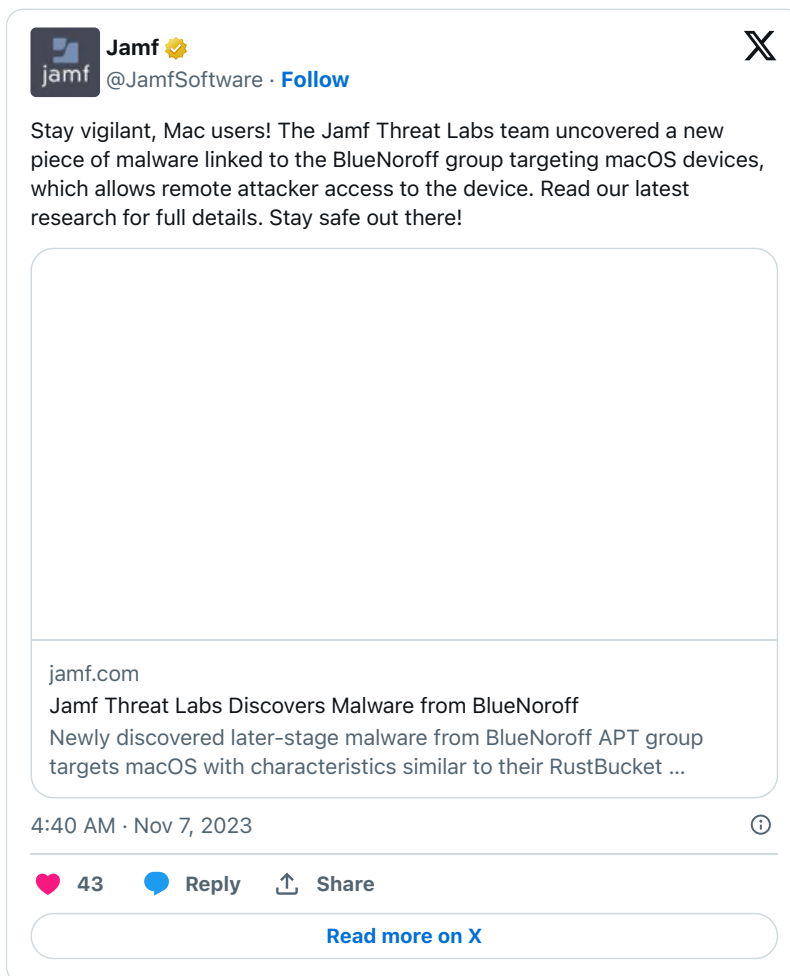 jamf
Jamf
@JamfSoftware · Follow
Stay vigilant, Mac users! The Jamf Threat Labs team uncovered a new
piece of malware linked to the BlueNoroff group targeting macOS devices,
which allows remote attacker access to the device. Read our latest
research for full details. Stay safe out there!
jamf.com
Jamf Threat Labs Discovers Malware from BlueNoroff
Newly discovered later-stage malware from BlueNoroff APT group
targets macOS with characteristics similar to their RustBucket ...
4:40 AM · Nov 7, 2023
43 Reply Share
Read more on X